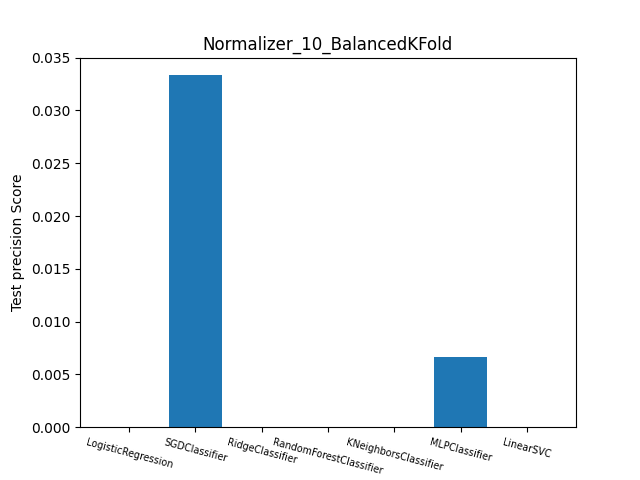 Normalizer_10_BalancedKFold
Test precision Score
0.035
0.030
0.025
0.020
0.015
0.010
0.005
0.000
LogisticRegression
SGDClassifier
RidgeClassifier
RandomForestClassifier
KNeighborsClassifier
MLPClassifier
LinearSVC